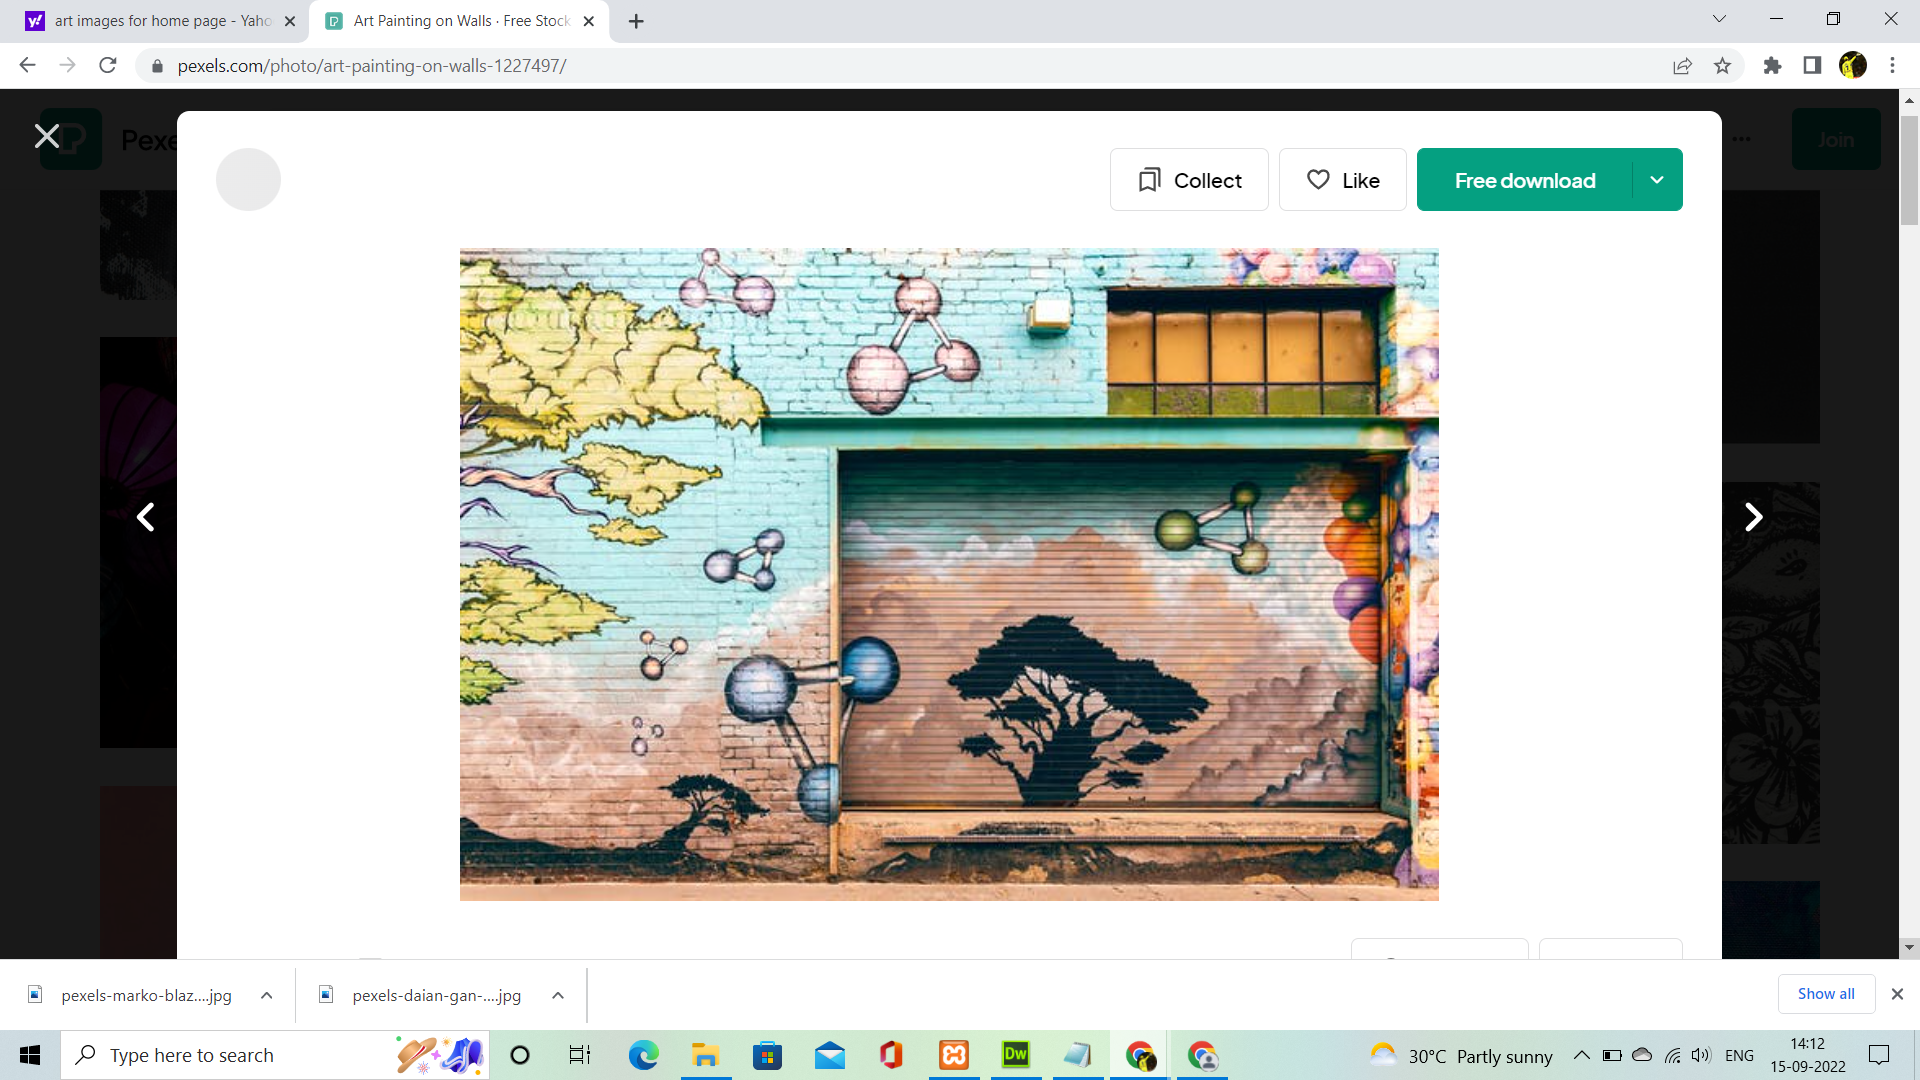 art images for home page - Yaho
Art Painting on Walls · Free Stock
pexels.com/photo/art-painting-on-walls-1227497/
Pexe
Join
Collect
Like
Free download
pexels-marko-blaz....jpg
pexels-daian-gan-....jpg
Show all
Type here to search
Dw
30°C Partly sunny
ENG
14:12
15-09-2022